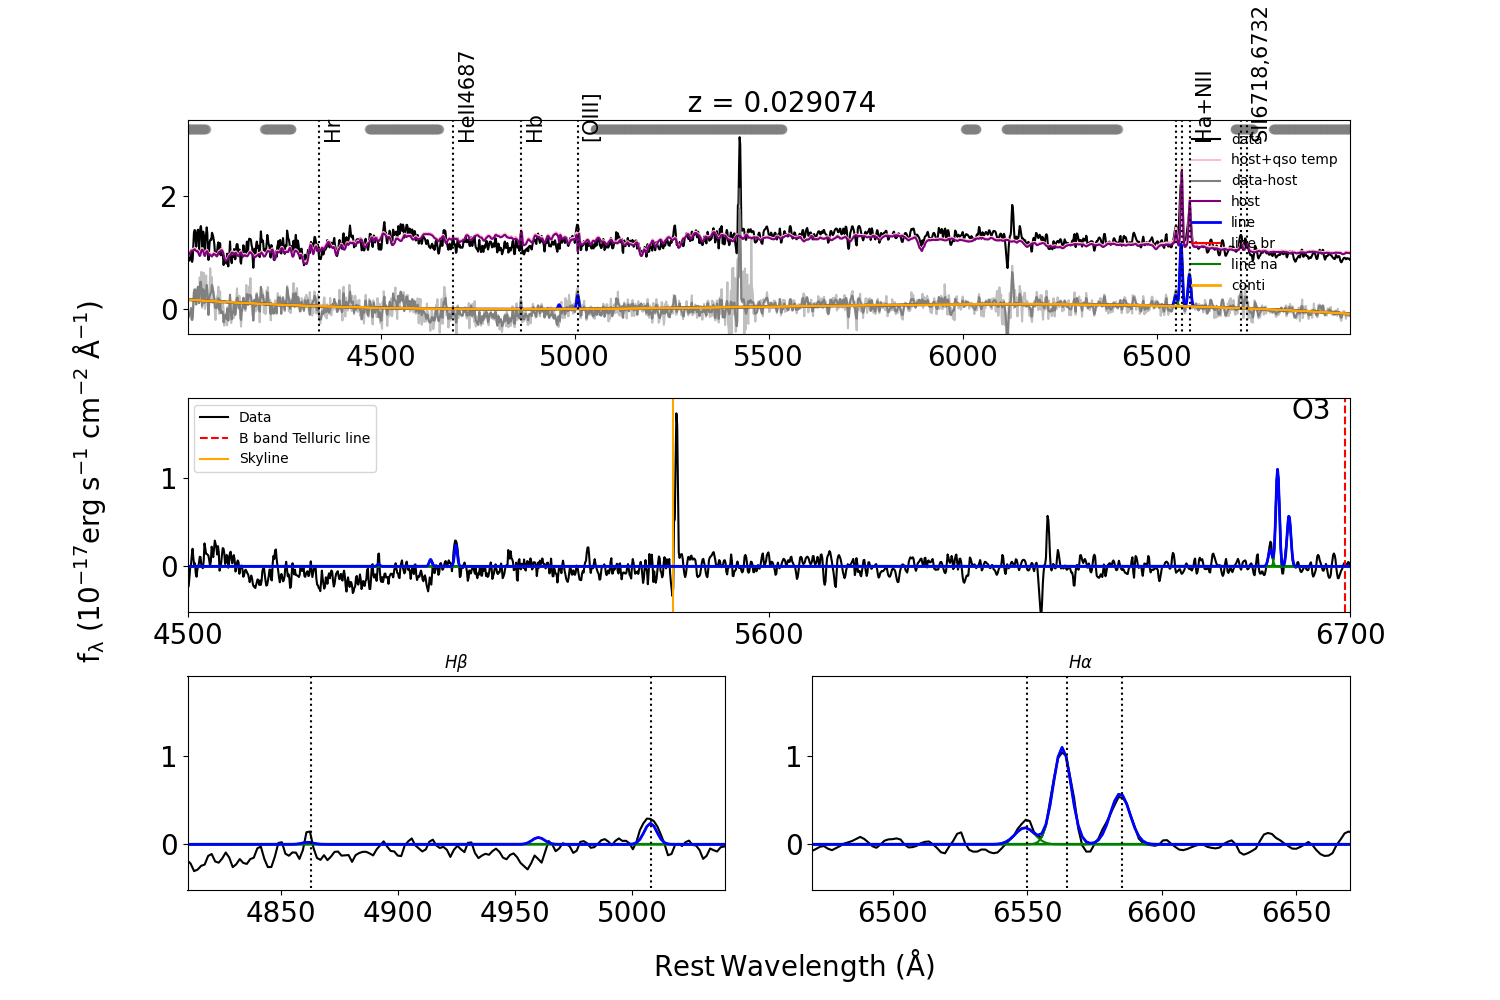 z = 0.029074
Hr
HeII4687
Hb
[OIII]
Ha+NII
SII6718,6732
data
host+qso temp
data-host
host
line
line br
line na
conti
2
0
4500
5000
5500
6000
6500
fλ (10⁻¹⁷erg s⁻¹ cm⁻² Å⁻¹)
Data
B band Telluric line
Skyline
O3
1
0
4500
5600
6700
Hβ
1
0
4850
4900
4950
5000
Hα
1
0
6500
6550
6600
6650
Rest Wavelength (Å)